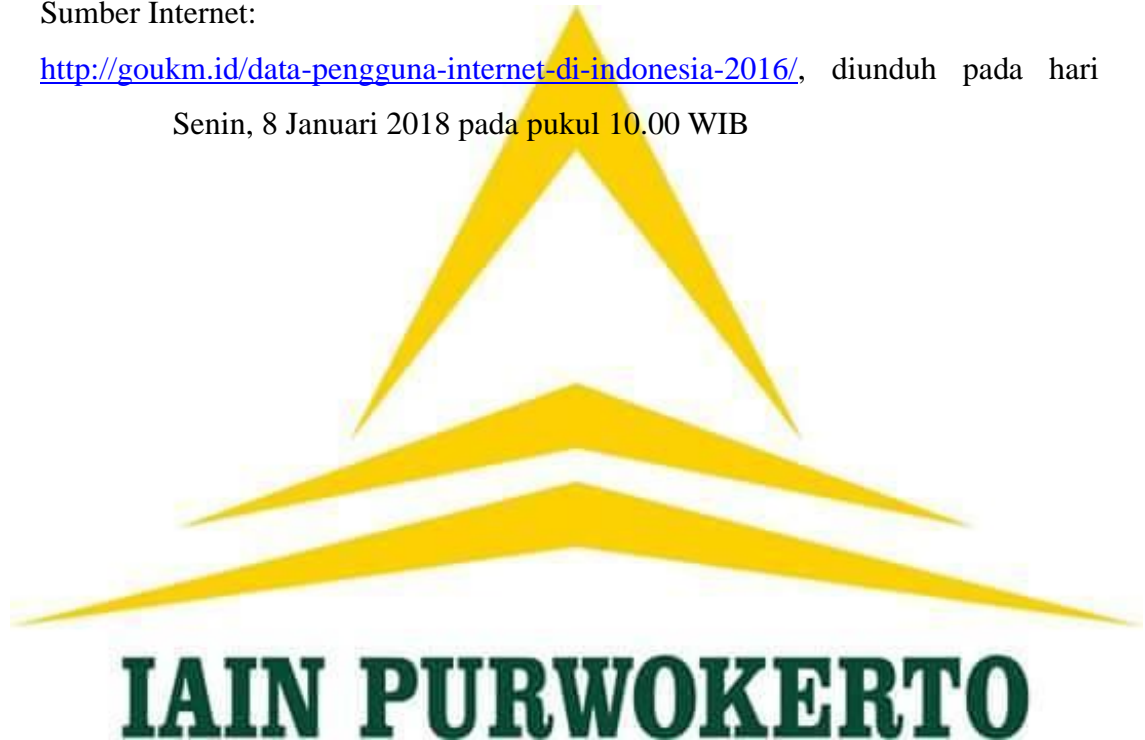 Sumber Internet:
http://goukm.id/data-pengguna-internet-di-indonesia-2016/, diunduh pada hari
Senin, 8 Januari 2018 pada pukul 10.00 WIB
IAIN PURWOKERTO